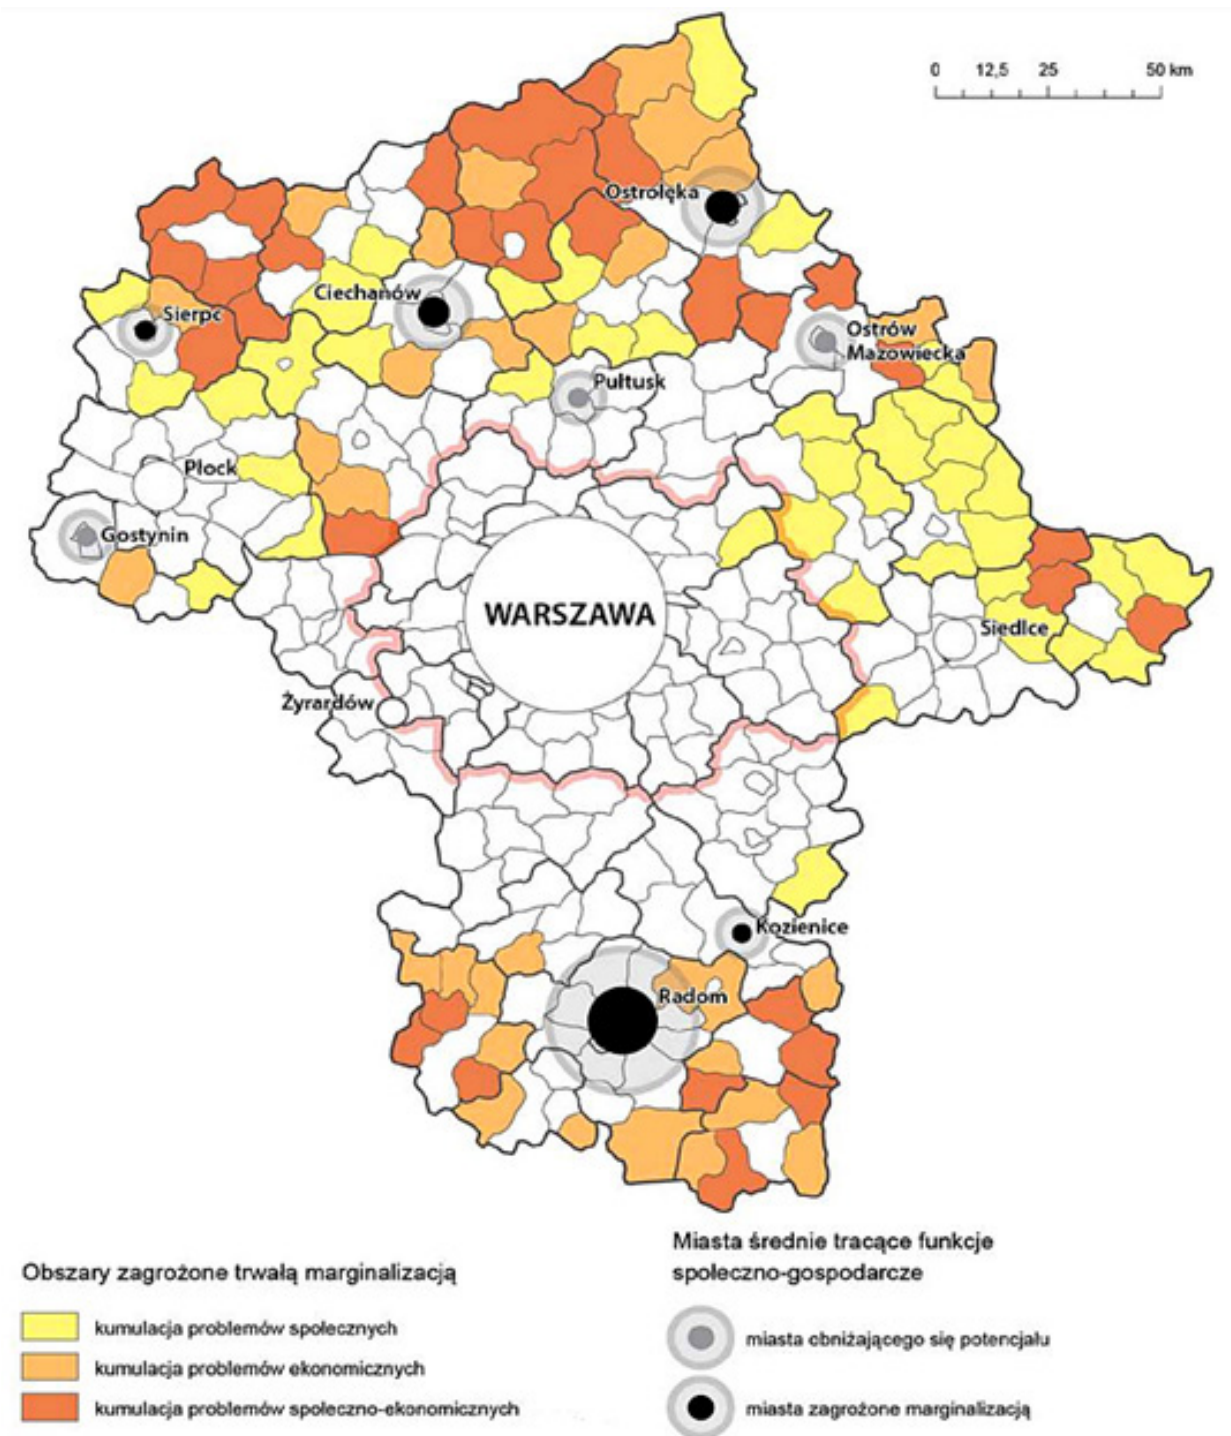 0 12,5 25 50 km
Ostrołęka
Ciechanów
Sierpc
Ostrów
Mazowiecka
Pułtusk
Płock
Gostynin
WARSZAWA
Siedlce
Żyrardów
Kozienice
Radom
Obszary zagrożone trwałą marginalizacją
kumulacja problemów społecznych
kumulacja problemów ekonomicznych
kumulacja problemów społeczno-ekonomicznych
Miasta średnie tracące funkcje
społeczno-gospodarcze
miasta obniżającego się potencjału
miasta zagrożone marginalizacją